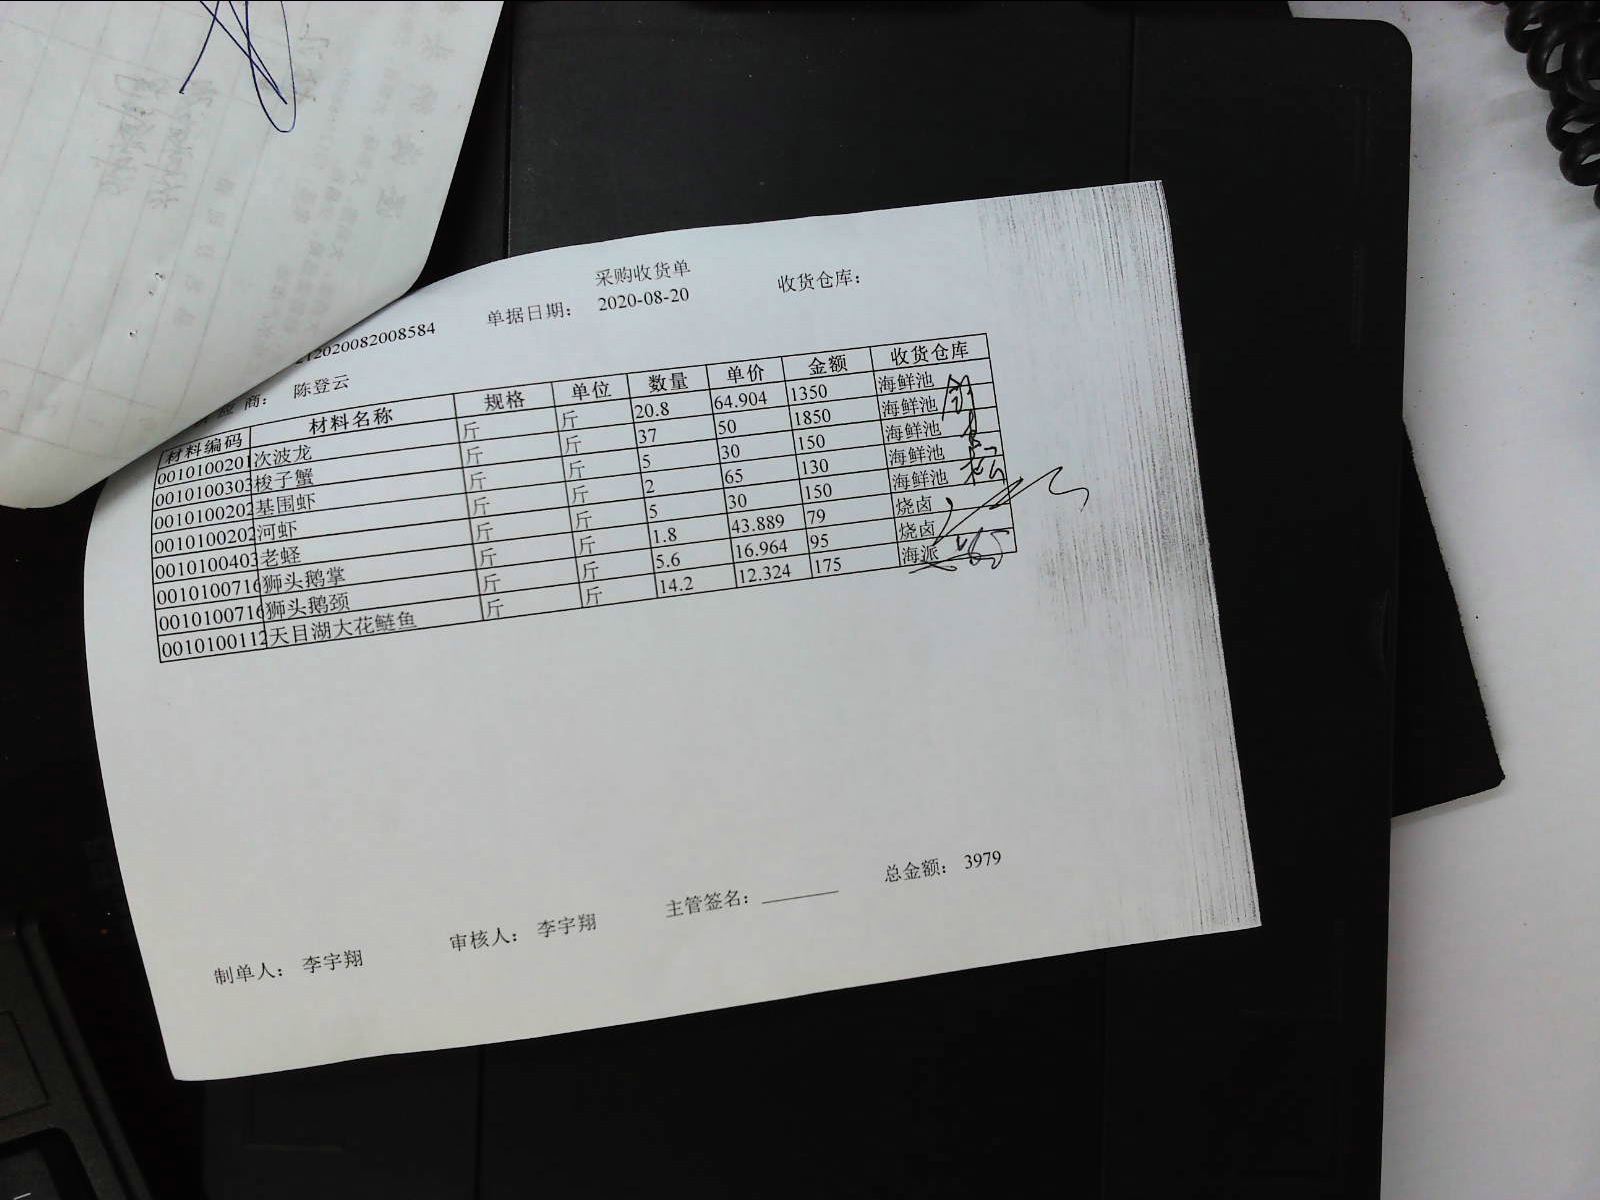 采购收货单
2020082008584 单据日期： 2020-08-20 收货仓库：
商： 陈登云
材料编码 材料名称 规格 单位 数量 单价 金额 收货仓库
0010100201 次波龙 斤 斤 20.8 64.904 1350 海鲜池
0010100303 梭子蟹 斤 斤 37 50 1850 海鲜池
0010100202 基围虾 斤 斤 5 30 150 海鲜池
0010100202 河虾 斤 斤 2 65 130 海鲜池
0010100403 老蛏 斤 斤 5 30 150 海鲜池
0010100716 狮头鹅掌 斤 斤 1.8 43.889 79 烧卤
0010100716 狮头鹅颈 斤 斤 5.6 16.964 95 烧卤
0010100112 天目湖大花鲢鱼 斤 斤 14.2 12.324 175 海派
总金额： 3979
制单人： 李宇翔 审核人： 李宇翔 主管签名：